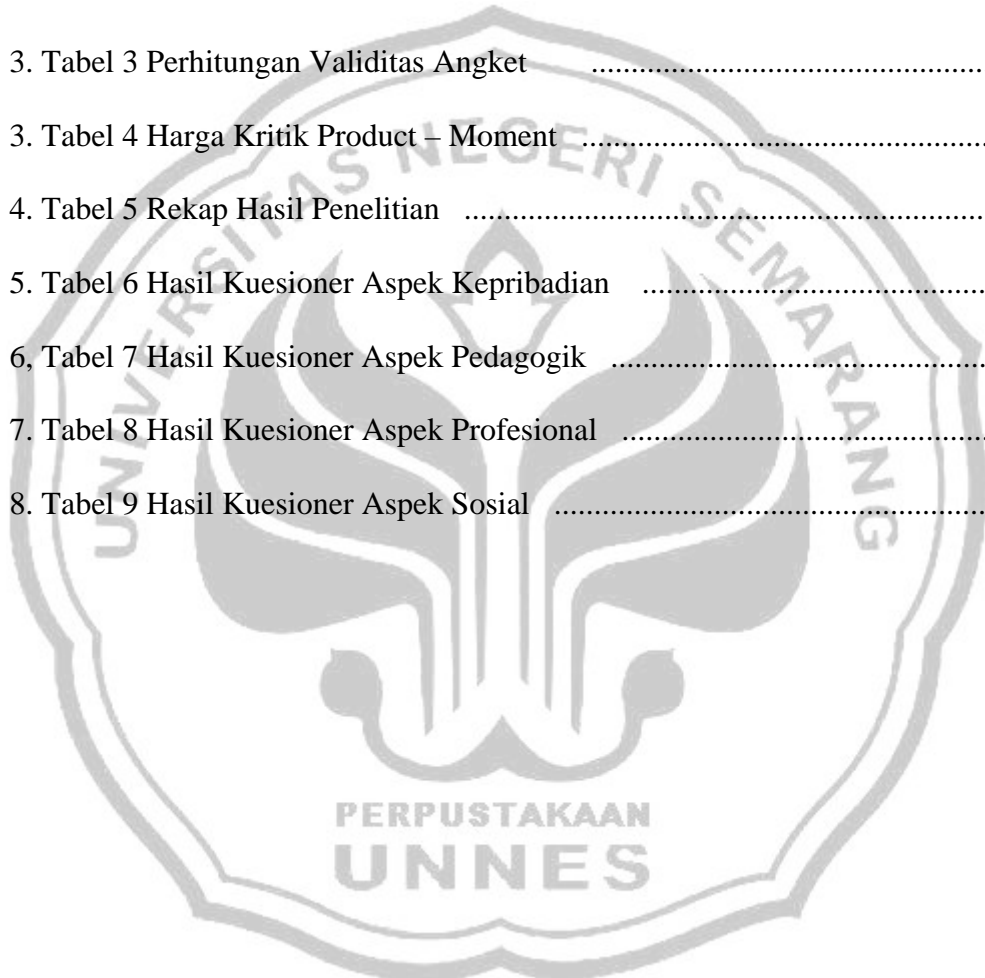 3. Tabel 3 Perhitungan Validitas Angket ..........................................................
3. Tabel 4 Harga Kritik Product – Moment ..........................................................
4. Tabel 5 Rekap Hasil Penelitian ..........................................................
5. Tabel 6 Hasil Kuesioner Aspek Kepribadian ..................................................
6, Tabel 7 Hasil Kuesioner Aspek Pedagogik ......................................................
7. Tabel 8 Hasil Kuesioner Aspek Profesional .....................................................
8. Tabel 9 Hasil Kuesioner Aspek Sosial ..............................................................
UNIVERSITAS NEGERI SEMARANG
PERPUSTAKAAN
UNNES